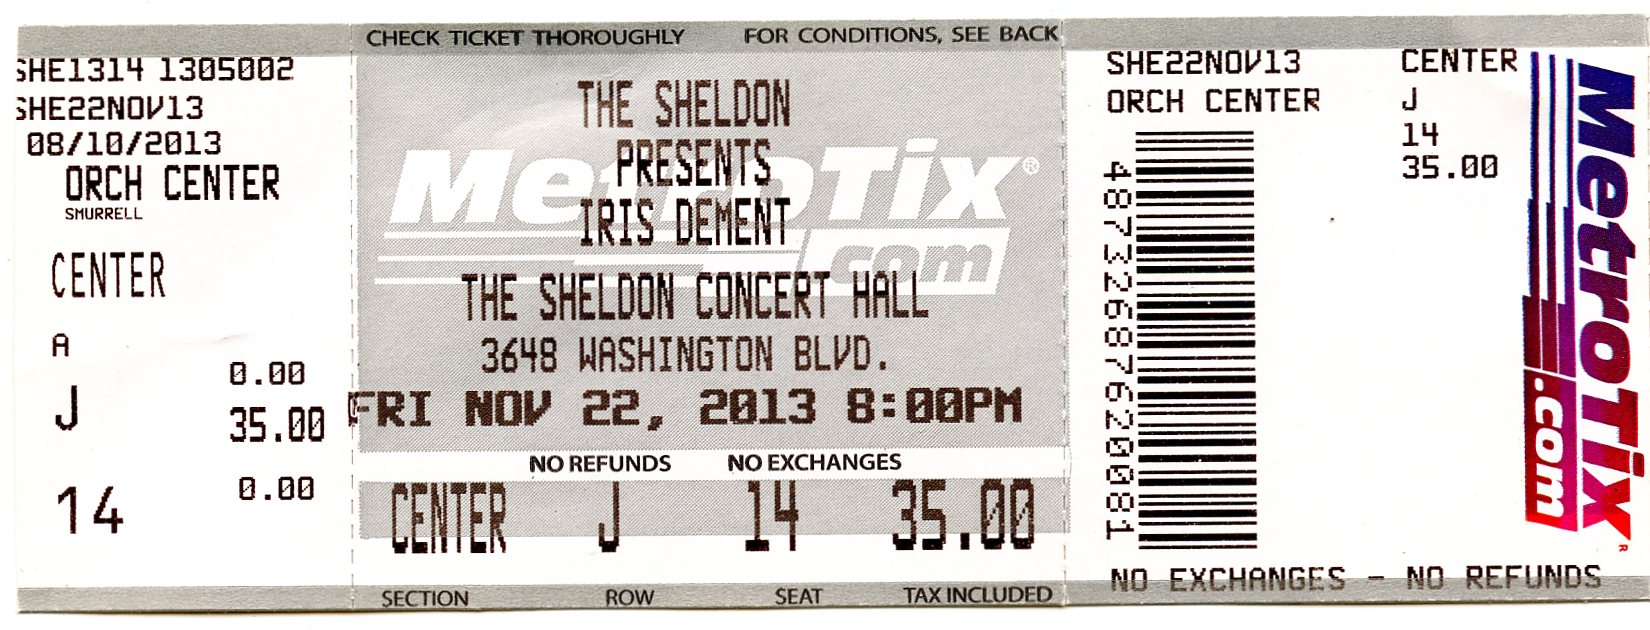 SHE1314 1305002
SHE22NOV13
08/10/2013
ORCH CENTER
SMURRELL
CENTER
A
0.00
J
35.00
0.00
14
CHECK TICKET THOROUGHLY FOR CONDITIONS, SEE BACK
MetroTix®
.com
THE SHELDON
PRESENTS
IRIS DEMENT
THE SHELDON CONCERT HALL
3648 WASHINGTON BLVD.
FRI NOV 22, 2013 8:00PM
NO REFUNDS NO EXCHANGES
CENTER J 14 35.00
SECTION ROW SEAT TAX INCLUDED
SHE22NOV13 CENTER
ORCH CENTER J
14
35.00
48732687620081
MetroTix®
.com
NO EXCHANGES - NO REFUNDS